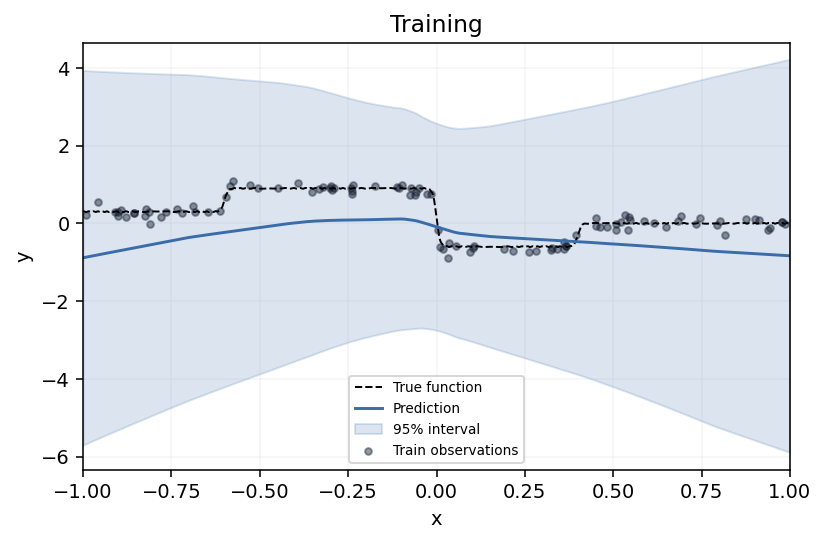 Training
4
2
0
−2
−4
−6
y
True function
Prediction
95% interval
Train observations
−1.00 −0.75 −0.50 −0.25 0.00 0.25 0.50 0.75 1.00
x